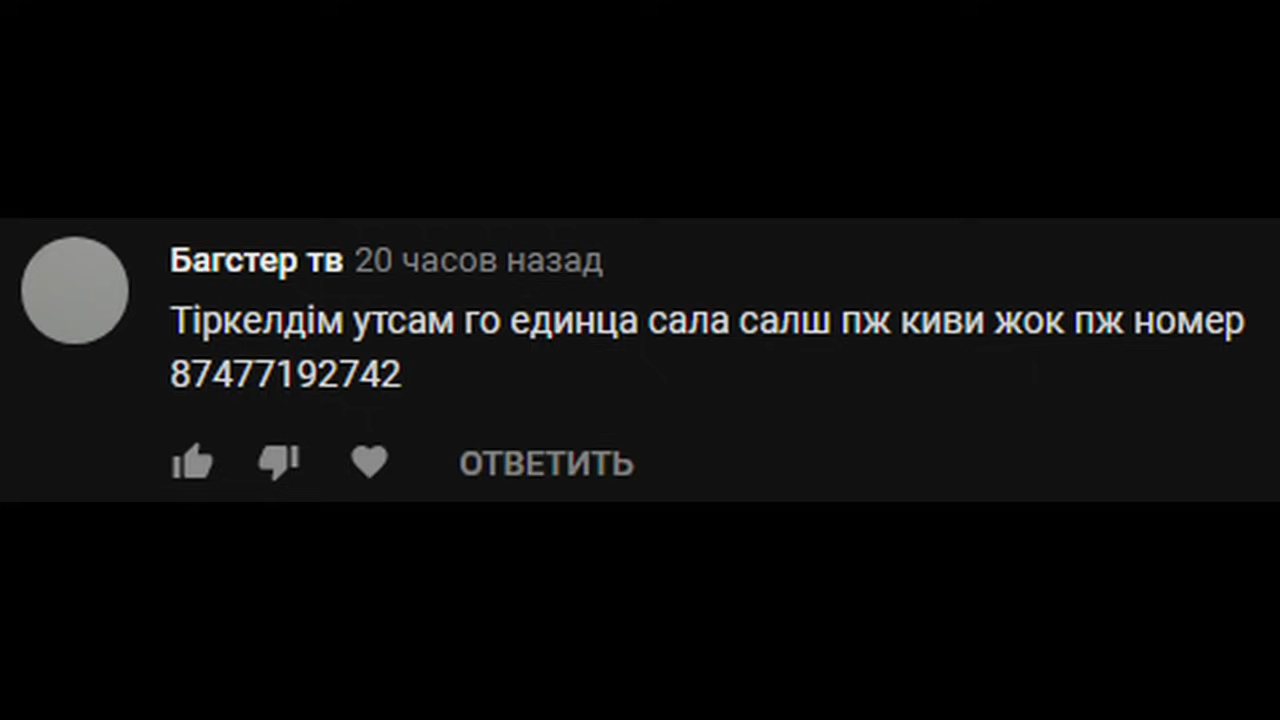 Багстер тв 20 часов назад
Тіркелдім утсам го единца сала салш пж киви жок пж номер
87477192742
ОТВЕТИТЬ